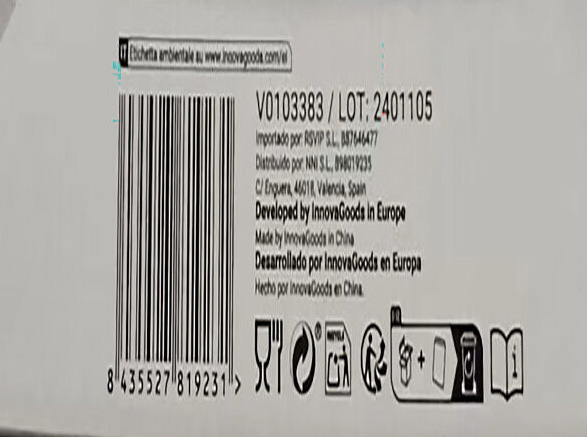 IT Etichetta ambientale su www.innovagoods.com/el
V0103383 / LOT: 2401105
Importado por: RSVIP S.L., B87646477
Distribuido por: NNI S.L., B98019235
C/ Enguera, 46018, Valencia, Spain
Developed by InnovaGoods in Europe
Made by InnovaGoods in China
Desarrollado por InnovaGoods en Europa
Hecho por InnovaGoods en China.
8 435527 819231 >
FR
+
i